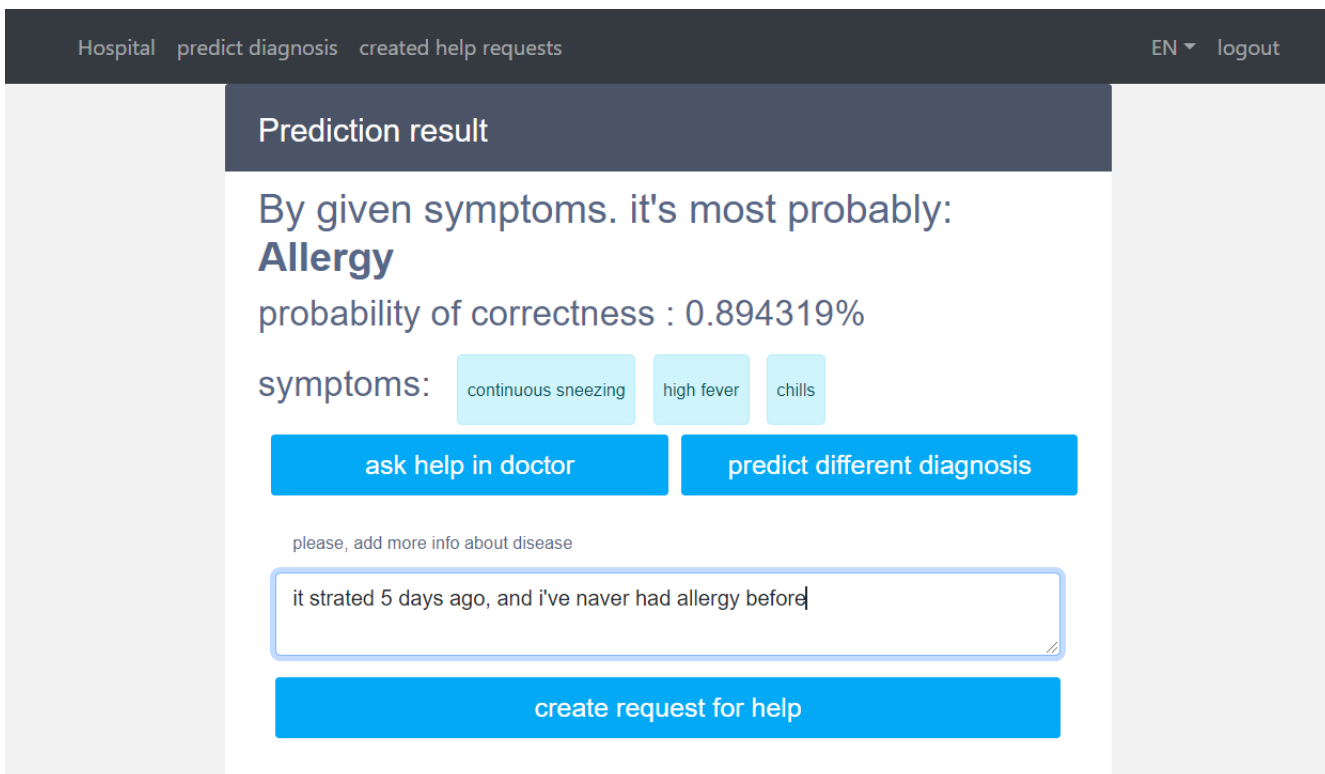 Hospital predict diagnosis created help requests EN logout
Prediction result
By given symptoms. it's most probably:
Allergy
probability of correctness : 0.894319%
symptoms: continuous sneezing high fever chills
ask help in doctor predict different diagnosis
please, add more info about disease
it strated 5 days ago, and i've naver had allergy before
create request for help